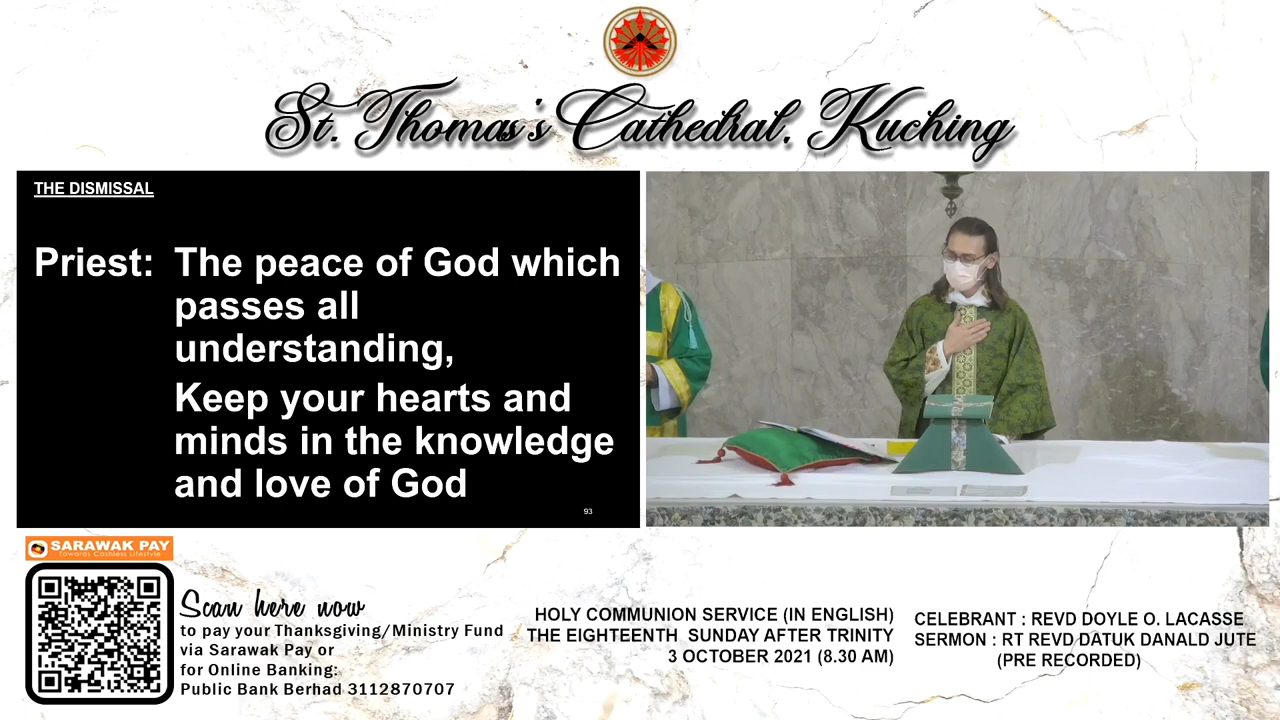 St. Thomas's Cathedral, Kuching
THE DISMISSAL
Priest: The peace of God which
passes all
understanding,
Keep your hearts and
minds in the knowledge
and love of God
93
SARAWAK PAY
Towards Cashless Lifestyle
Scan here now
to pay your Thanksgiving/Ministry Fund
via Sarawak Pay or
for Online Banking:
Public Bank Berhad 3112870707
HOLY COMMUNION SERVICE (IN ENGLISH)
THE EIGHTEENTH SUNDAY AFTER TRINITY
3 OCTOBER 2021 (8.30 AM)
CELEBRANT : REVD DOYLE O. LACASSE
SERMON : RT REVD DATUK DANALD JUTE
(PRE RECORDED)